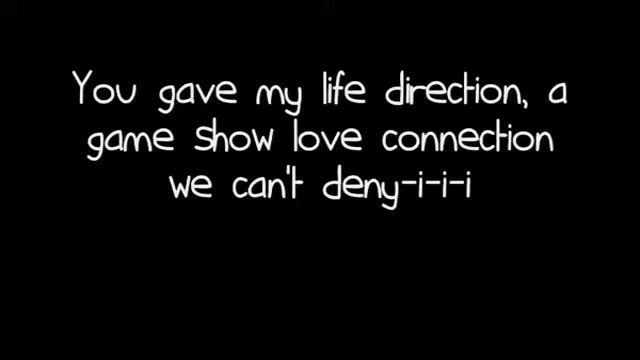 You gave my life direction, a
game show love connection
we can't deny-i-i-i